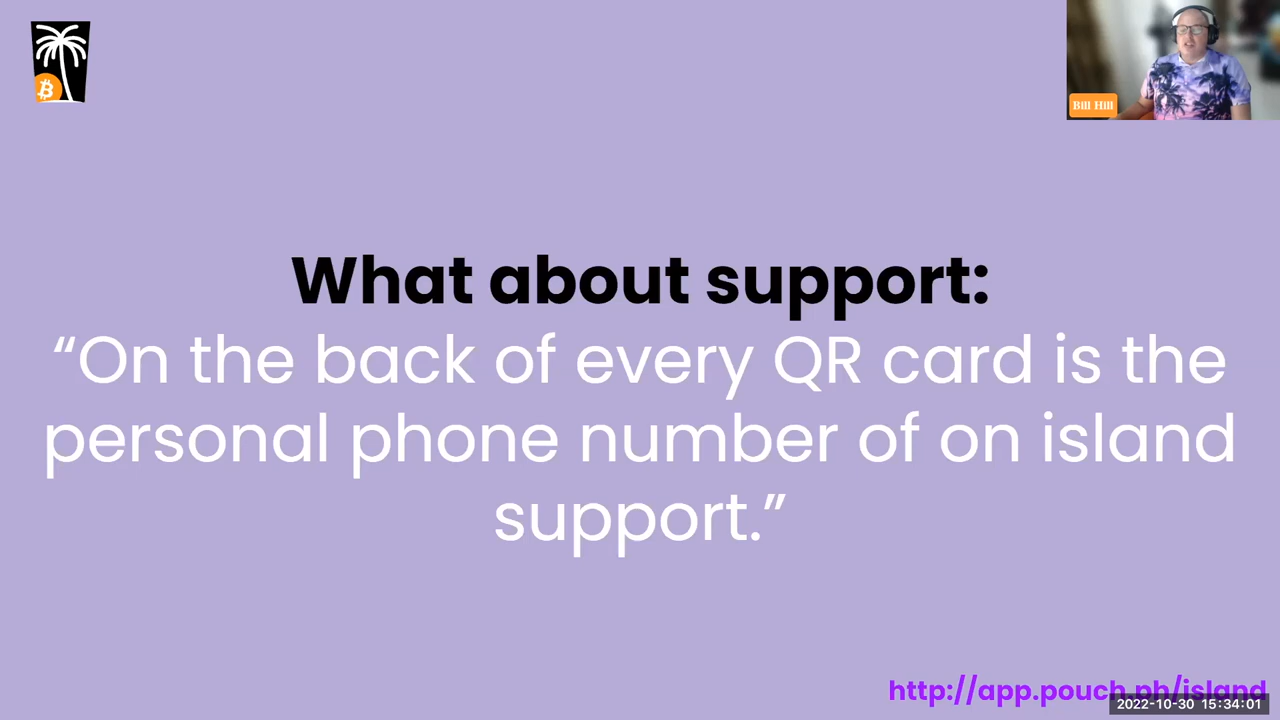 Bill Hill
What about support:
“On the back of every QR card is the
personal phone number of on island
support.”
http://app.pouch.ph/island
2022-10-30 15:34:01